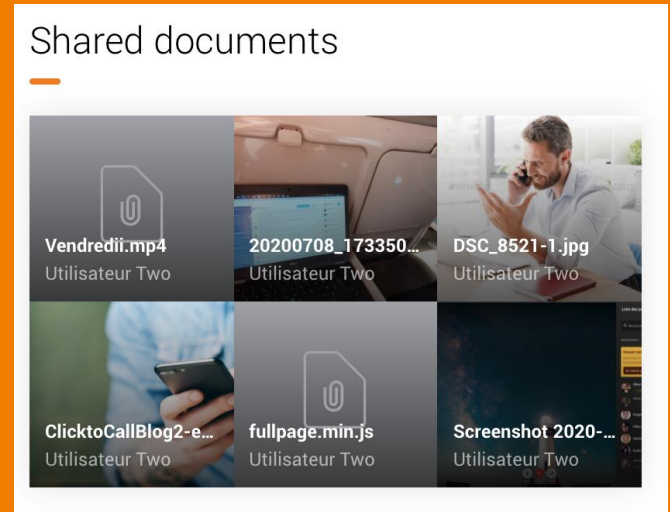 Shared documents
Vendredii.mp4
Utilisateur Two
20200708_173350...
Utilisateur Two
DSC_8521-1.jpg
Utilisateur Two
ClicktoCallBlog2-e...
Utilisateur Two
fullpage.min.js
Utilisateur Two
Screenshot 2020-...
Utilisateur Two